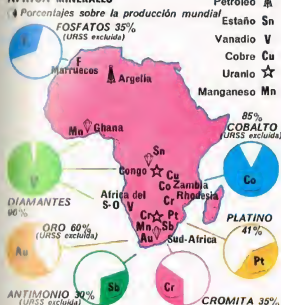 Petróleo
Porcentajes sobre la producción mundial
Estaño Sn
FOSFATOS 35%
(URSS excluida)
Vanadio V
Cobre Cu
F
Marruecos
Argelia
Uranio
Manganeso Mn
Mn Ghana
85%
COBALTO
(URSS excluida)
Sn
Congo
Cu
Co Zambia
Co
Cr Rhodesia
DIAMANTES
90%
Africa del
S-O V
Cr Pt
Mn Sb
Au Sud-Africa
PLATINO
41%
ORO 60%
(URSS excluida)
Au
Pt
Sb
Cr
ANTIMONIO 30%
(URSS excluida)
CROMITA 35%